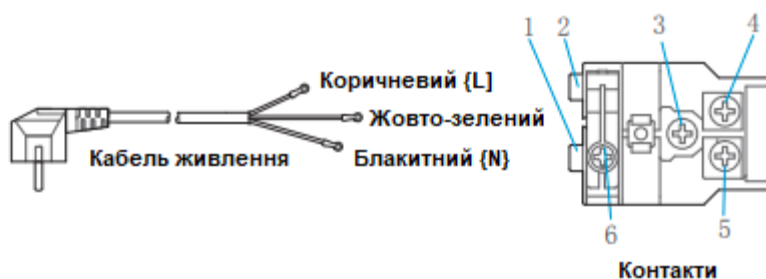 Коричневий {L]
Жовто-зелений
Блакитний {N}
Кабель живлення
1
2
3
4
5
6
Контакти